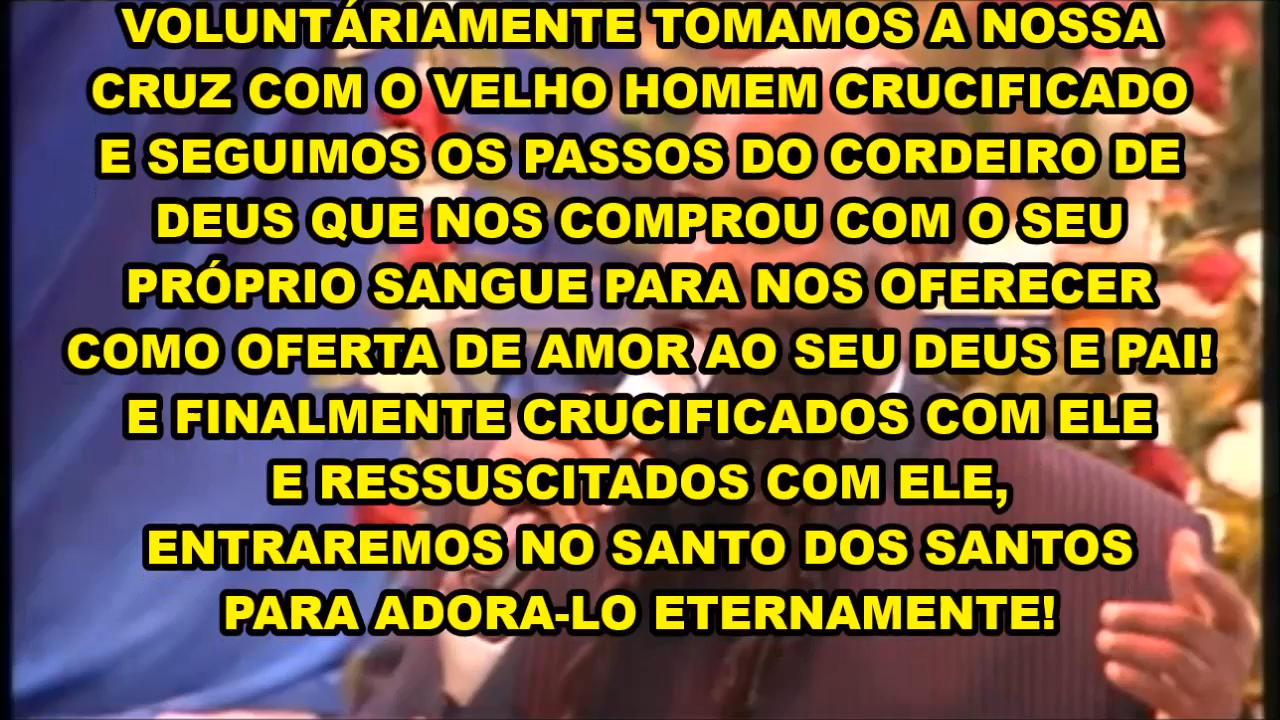 VOLUNTÁRIAMENTE TOMAMOS A NOSSA
CRUZ COM O VELHO HOMEM CRUCIFICADO
E SEGUIMOS OS PASSOS DO CORDEIRO DE
DEUS QUE NOS COMPROU COM O SEU
PRÓPRIO SANGUE PARA NOS OFERECER
COMO OFERTA DE AMOR AO SEU DEUS E PAI!
E FINALMENTE CRUCIFICADOS COM ELE
E RESSUSCITADOS COM ELE,
ENTRAREMOS NO SANTO DOS SANTOS
PARA ADORA-LO ETERNAMENTE!